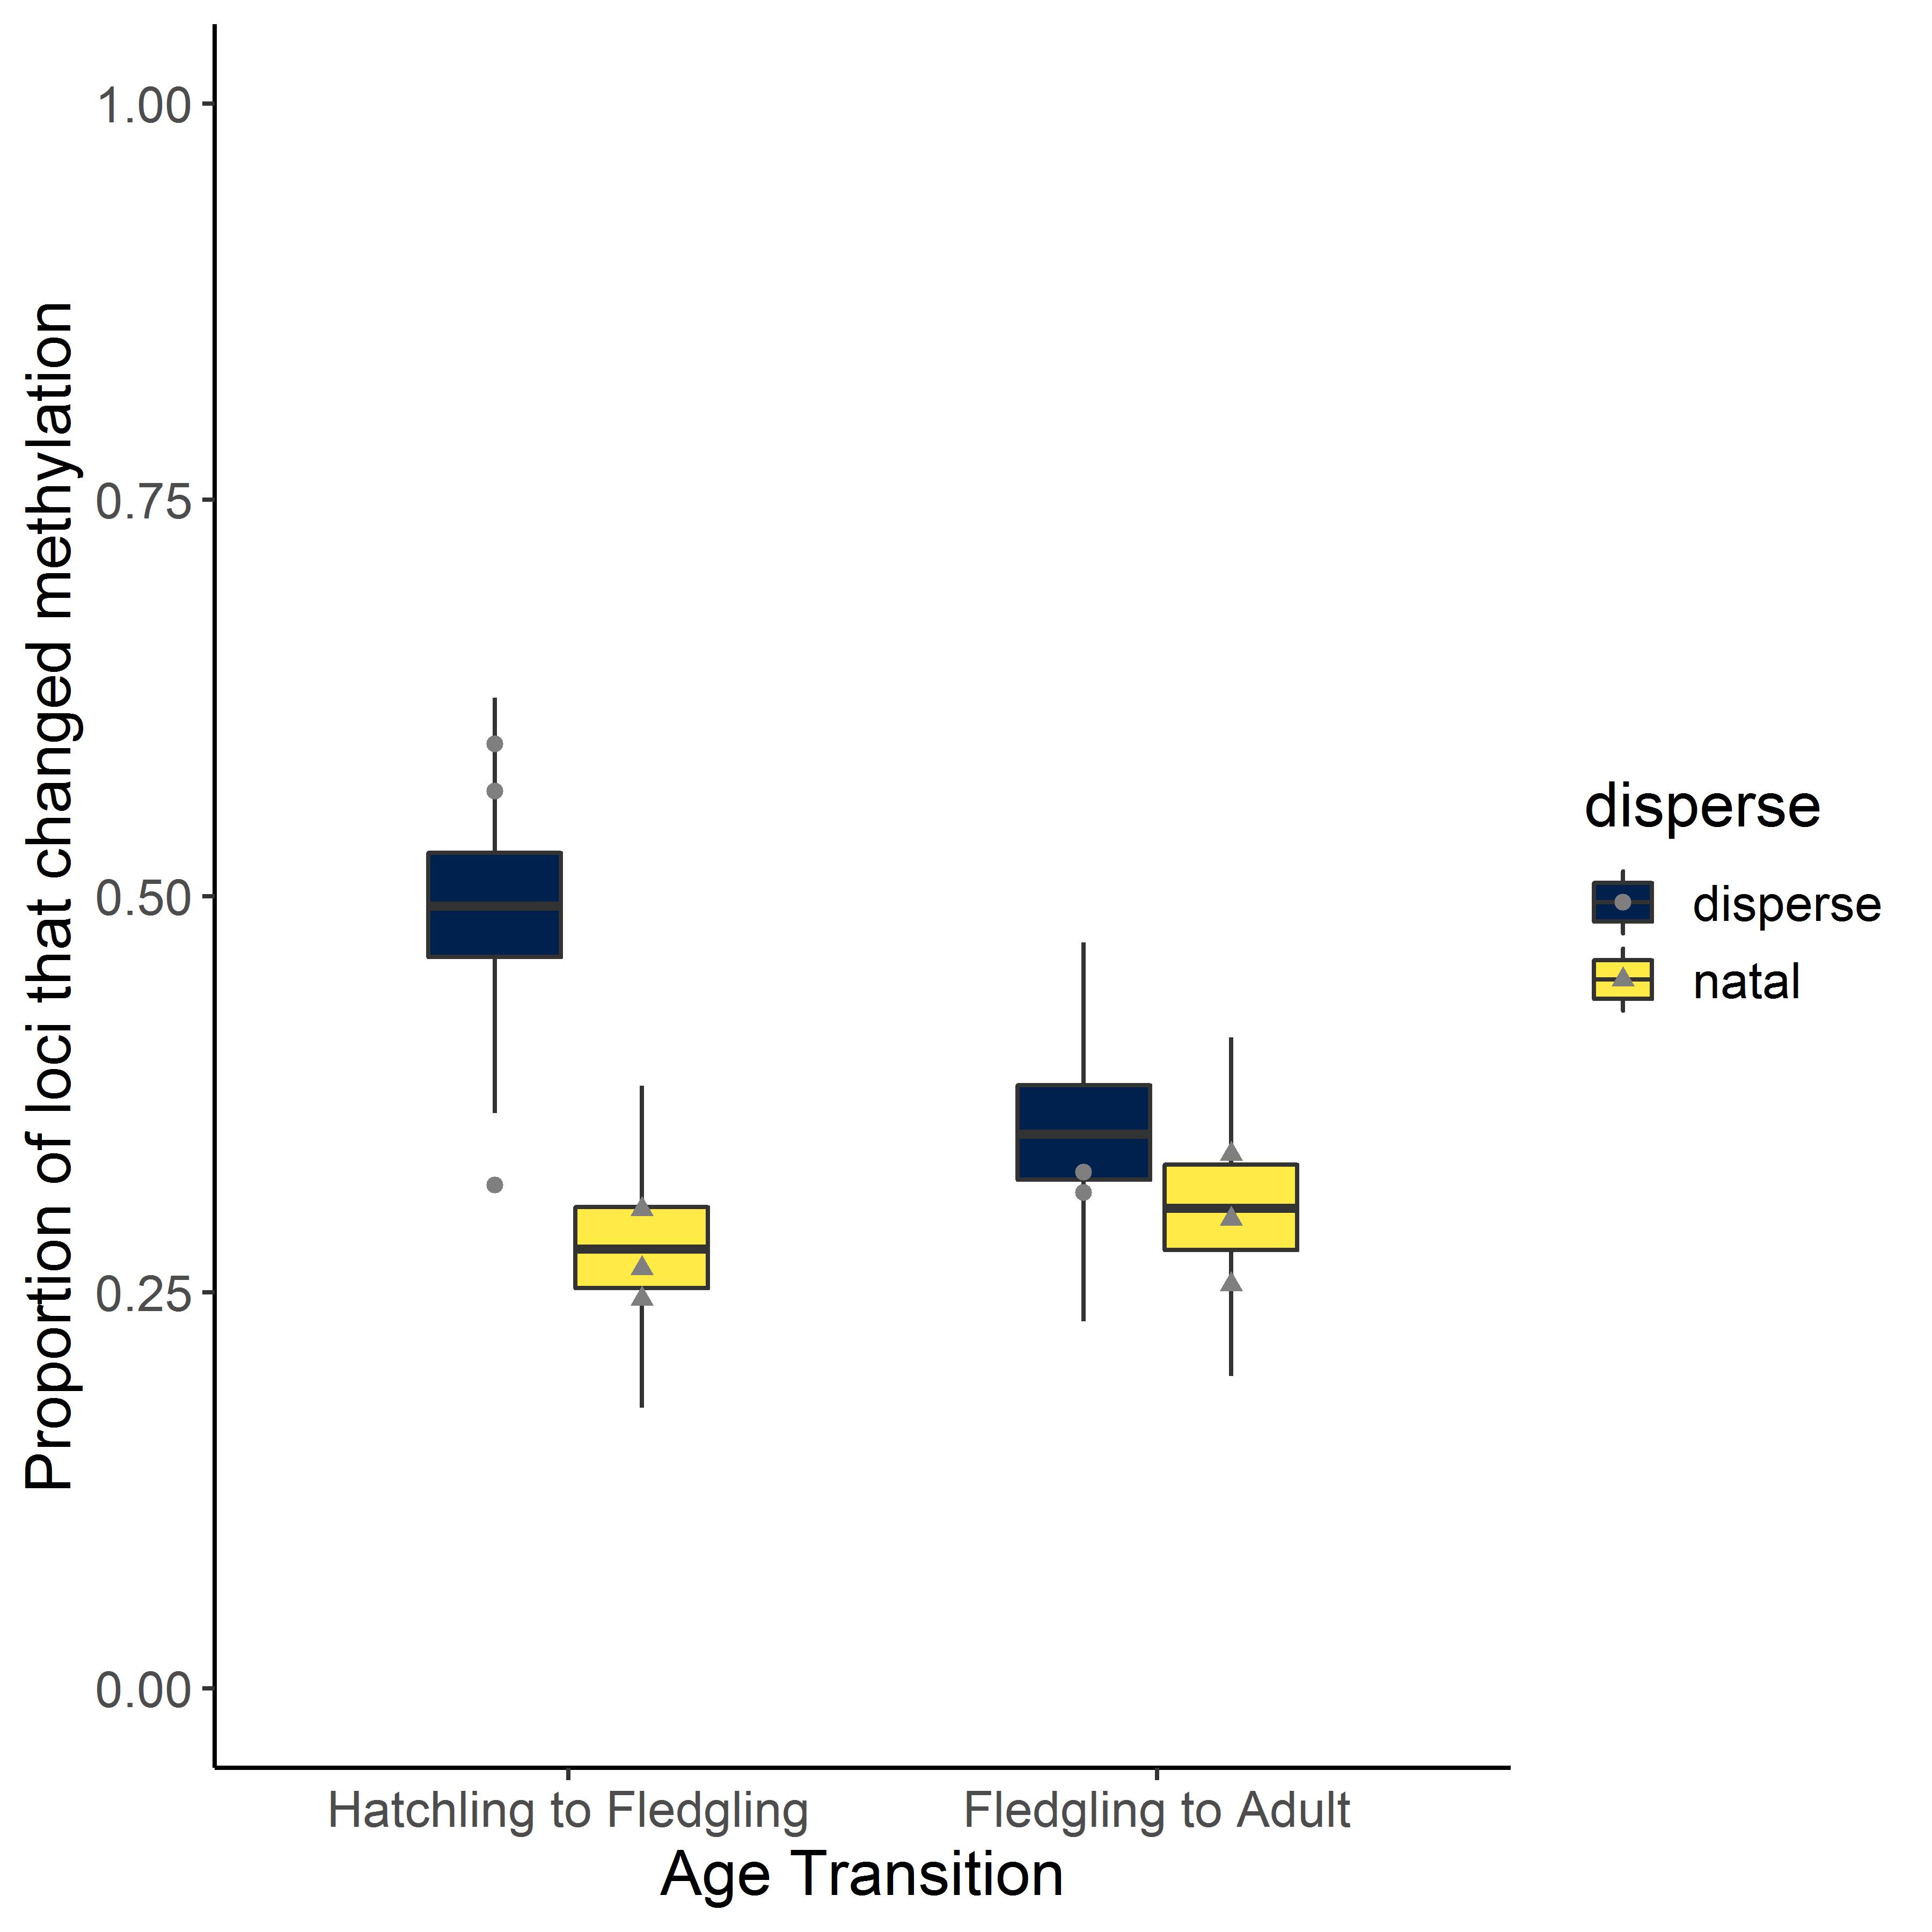 Proportion of loci that changed methylation
1.00
0.75
0.50
0.25
0.00
Hatchling to Fledgling
Fledgling to Adult
Age Transition
disperse
disperse
natal